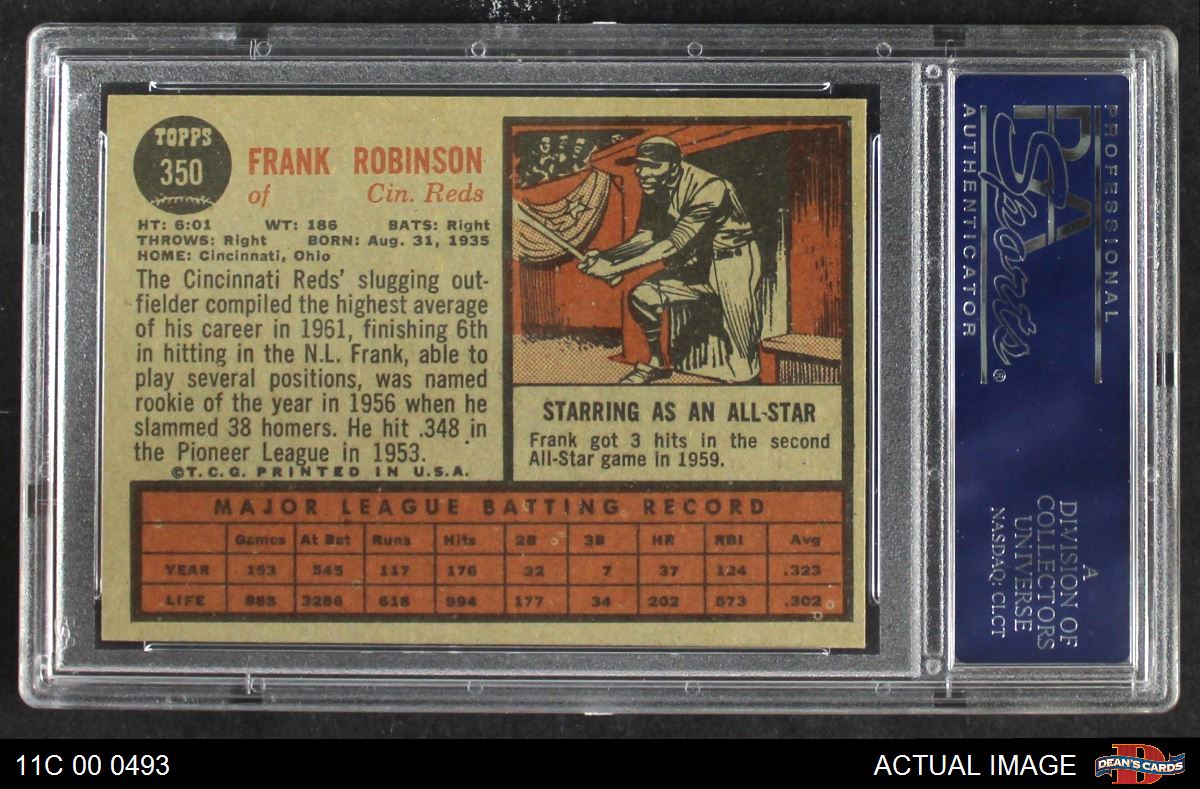 TOPPS
350
FRANK ROBINSON
of Cin. Reds
HT: 6:01 WT: 186 BATS: Right
THROWS: Right BORN: Aug. 31, 1935
HOME: Cincinnati, Ohio
The Cincinnati Reds' slugging out-
fielder compiled the highest average
of his career in 1961, finishing 6th
in hitting in the N.L. Frank, able to
play several positions, was named
rookie of the year in 1956 when he
slammed 38 homers. He hit .348 in
the Pioneer League in 1953.
©T.C.G. PRINTED IN U.S.A.
STARRING AS AN ALL-STAR
Frank got 3 hits in the second
All-Star game in 1959.
MAJOR LEAGUE BATTING RECORD
Games At Bat Runs Hits 2B 3B HR RBI Avg
YEAR 153 545 117 176 32 7 37 124 .323
LIFE 883 3286 618 994 177 34 202 573 .302
PROFESSIONAL
PSA
Sports®
AUTHENTICATOR
A
DIVISION OF
COLLECTORS
UNIVERSE
NASDAQ: CLCT
11C 00 0493
ACTUAL IMAGE
D
DEAN'S CARDS